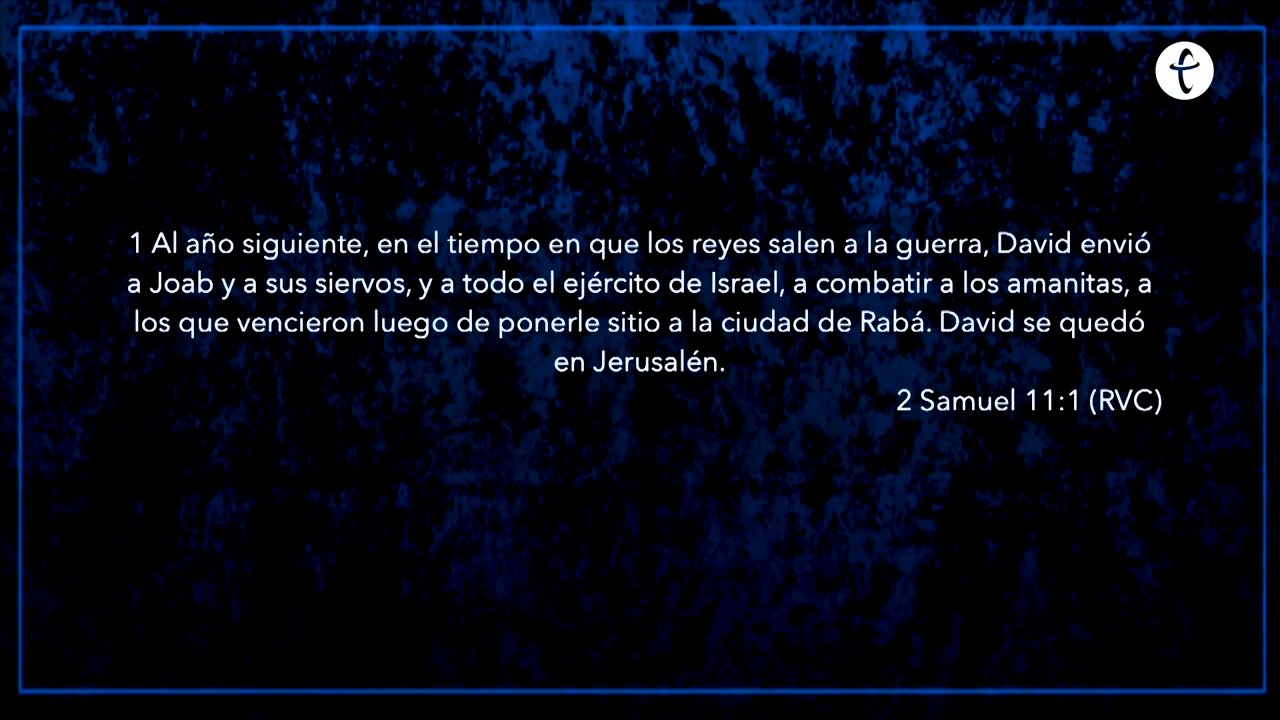 1 Al año siguiente, en el tiempo en que los reyes salen a la guerra, David envió
a Joab y a sus siervos, y a todo el ejército de Israel, a combatir a los amanitas, a
los que vencieron luego de ponerle sitio a la ciudad de Rabá. David se quedó
en Jerusalén.
2 Samuel 11:1 (RVC)